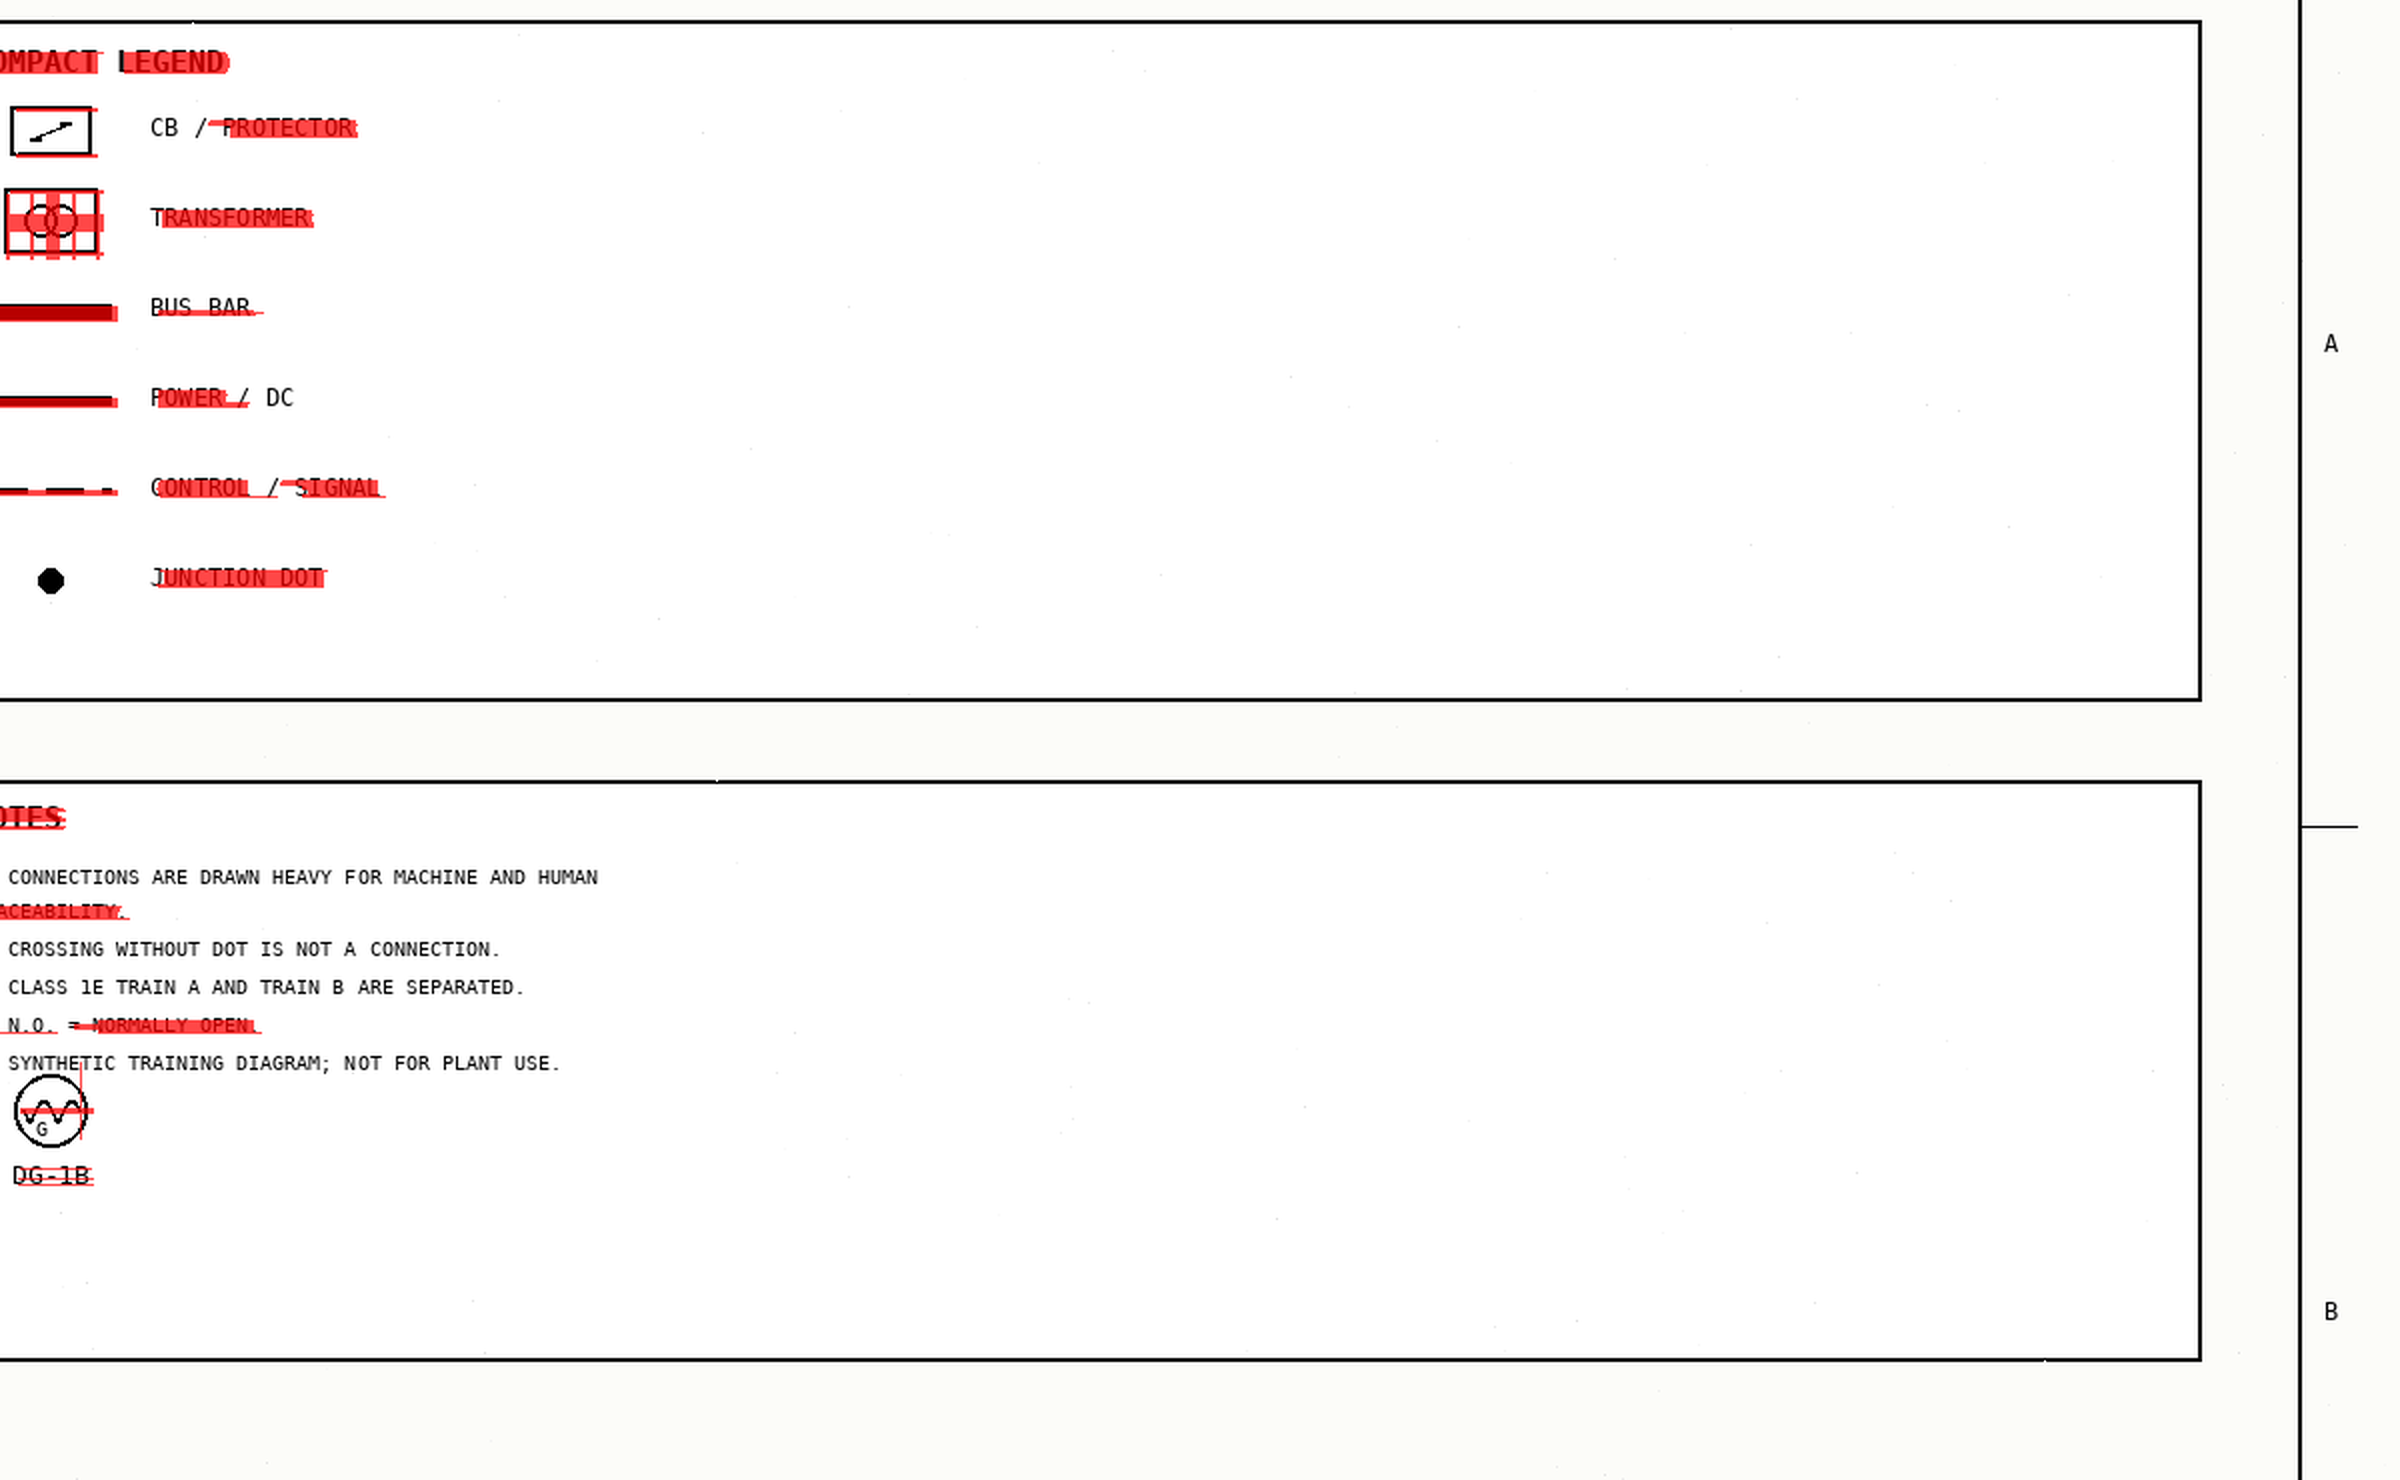 OMPACT LEGEND
CB / PROTECTOR
TRANSFORMER
BUS BAR
A
POWER / DC
CONTROL / SIGNAL
JUNCTION DOT
OTES
CONNECTIONS ARE DRAWN HEAVY FOR MACHINE AND HUMAN
ACEABILITY.
CROSSING WITHOUT DOT IS NOT A CONNECTION.
CLASS 1E TRAIN A AND TRAIN B ARE SEPARATED.
N.O. = NORMALLY OPEN.
SYNTHETIC TRAINING DIAGRAM; NOT FOR PLANT USE.
G
DG-1B
B